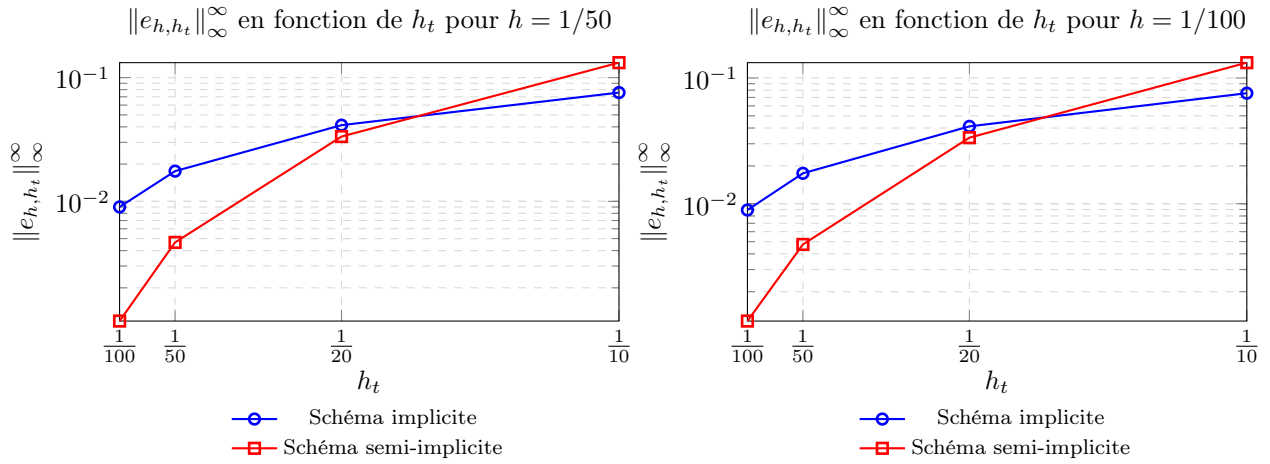 ‖e_{h,h_t}‖_∞^∞ en fonction de h_t pour h = 1/50
10^{-1}
10^{-2}
‖e_{h,h_t}‖_∞^∞
1/100 1/50 1/20 1/10
h_t
Schéma implicite
Schéma semi-implicite
‖e_{h,h_t}‖_∞^∞ en fonction de h_t pour h = 1/100
10^{-1}
10^{-2}
‖e_{h,h_t}‖_∞^∞
1/100 1/50 1/20 1/10
h_t
Schéma implicite
Schéma semi-implicite